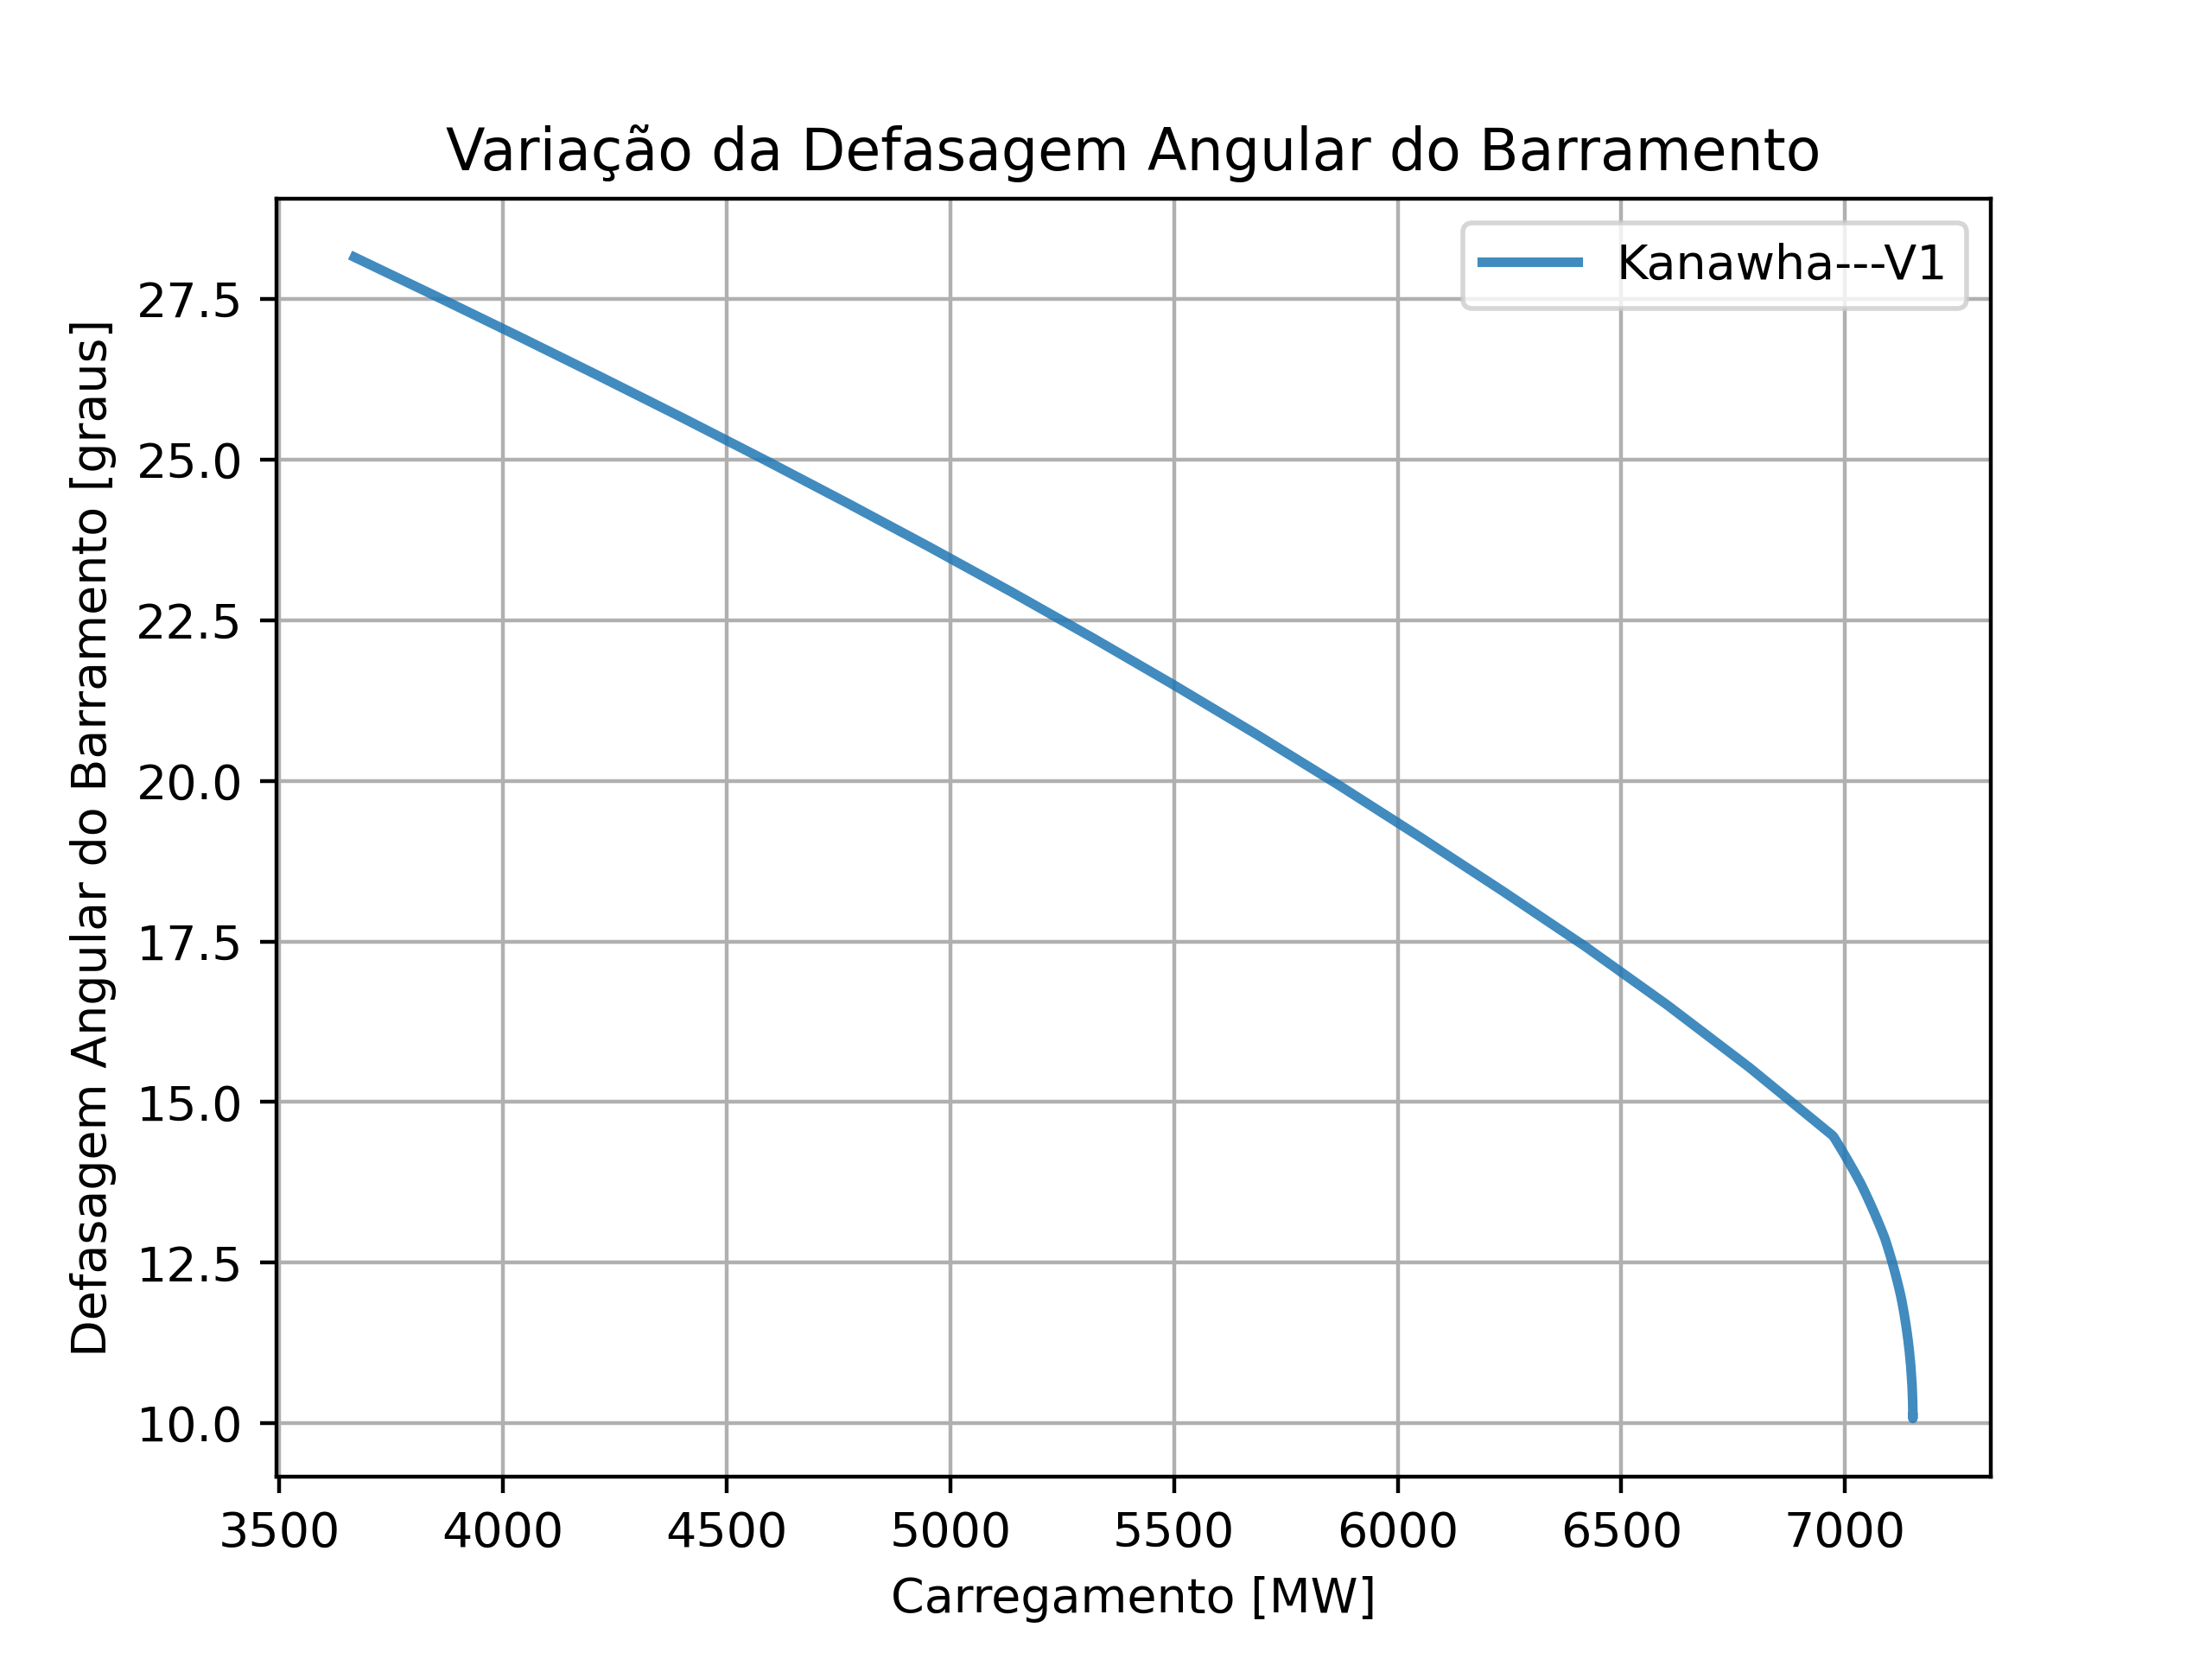 Variação da Defasagem Angular do Barramento
Kanawha---V1
Defasagem Angular do Barramento [graus]
27.5
25.0
22.5
20.0
17.5
15.0
12.5
10.0
3500 4000 4500 5000 5500 6000 6500 7000
Carregamento [MW]